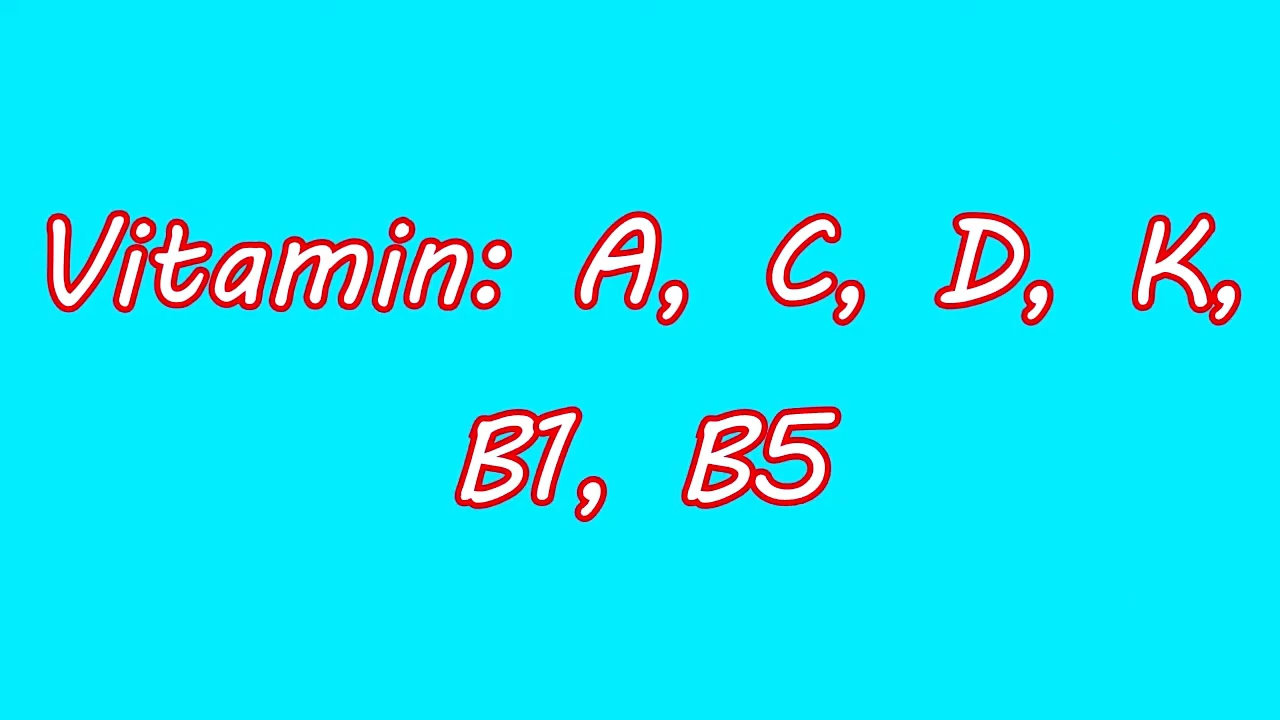 Vitamin: A, C, D, K,
B1, B5